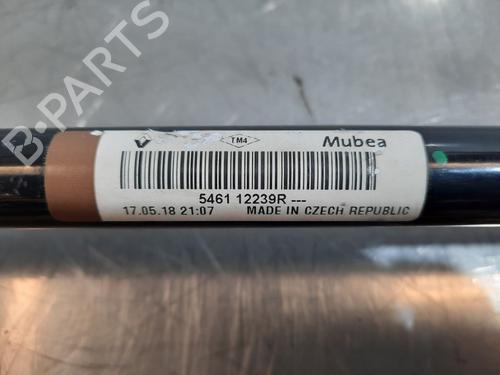 B-PARTS
TM4
Mubea
5461 12239R ---
17.05.18 21:07 MADE IN CZECH REPUBLIC